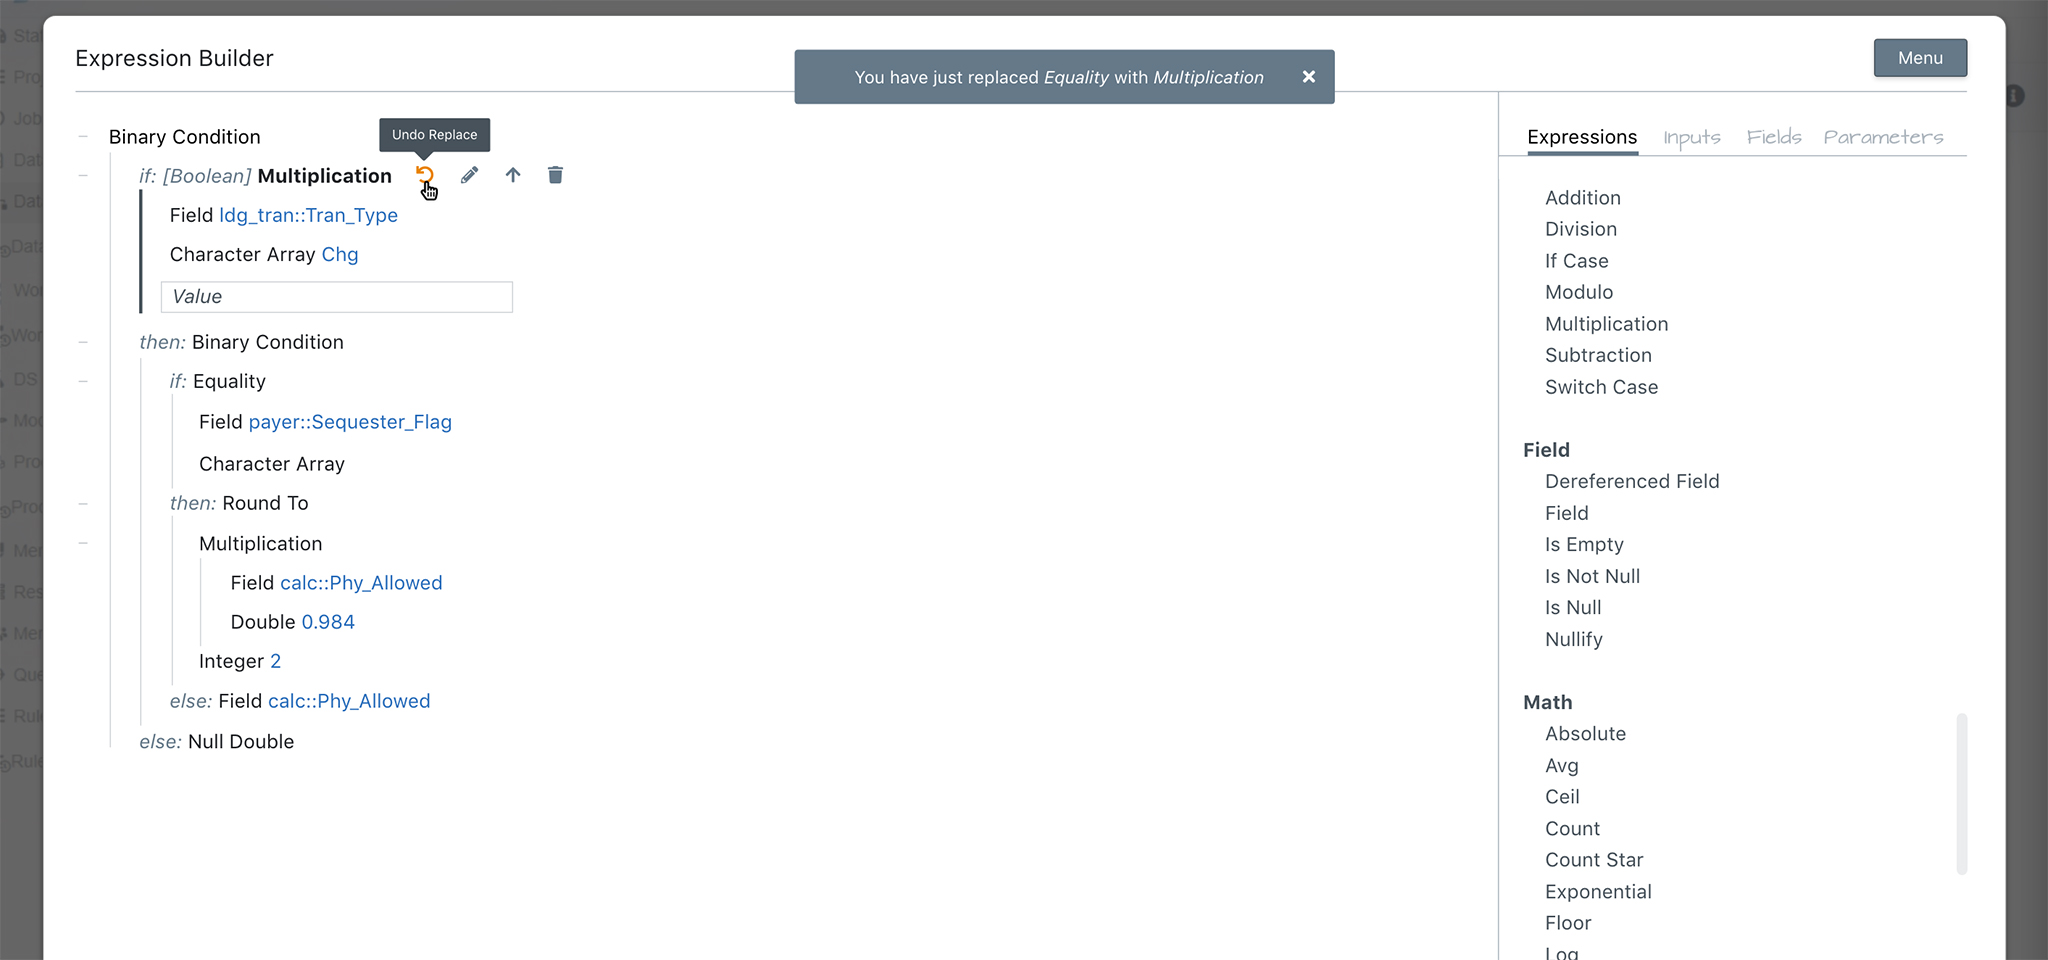 Expression Builder
You have just replaced Equality with Multiplication ×
Menu
Binary Condition
Undo Replace
if: [Boolean] Multiplication
Field ldg_tran::Tran_Type
Character Array Chg
Value
then: Binary Condition
if: Equality
Field payer::Sequester_Flag
Character Array
then: Round To
Multiplication
Field calc::Phy_Allowed
Double 0.984
Integer 2
else: Field calc::Phy_Allowed
else: Null Double
Expressions Inputs Fields Parameters
Addition
Division
If Case
Modulo
Multiplication
Subtraction
Switch Case
Field
Dereferenced Field
Field
Is Empty
Is Not Null
Is Null
Nullify
Math
Absolute
Avg
Ceil
Count
Count Star
Exponential
Floor
Log